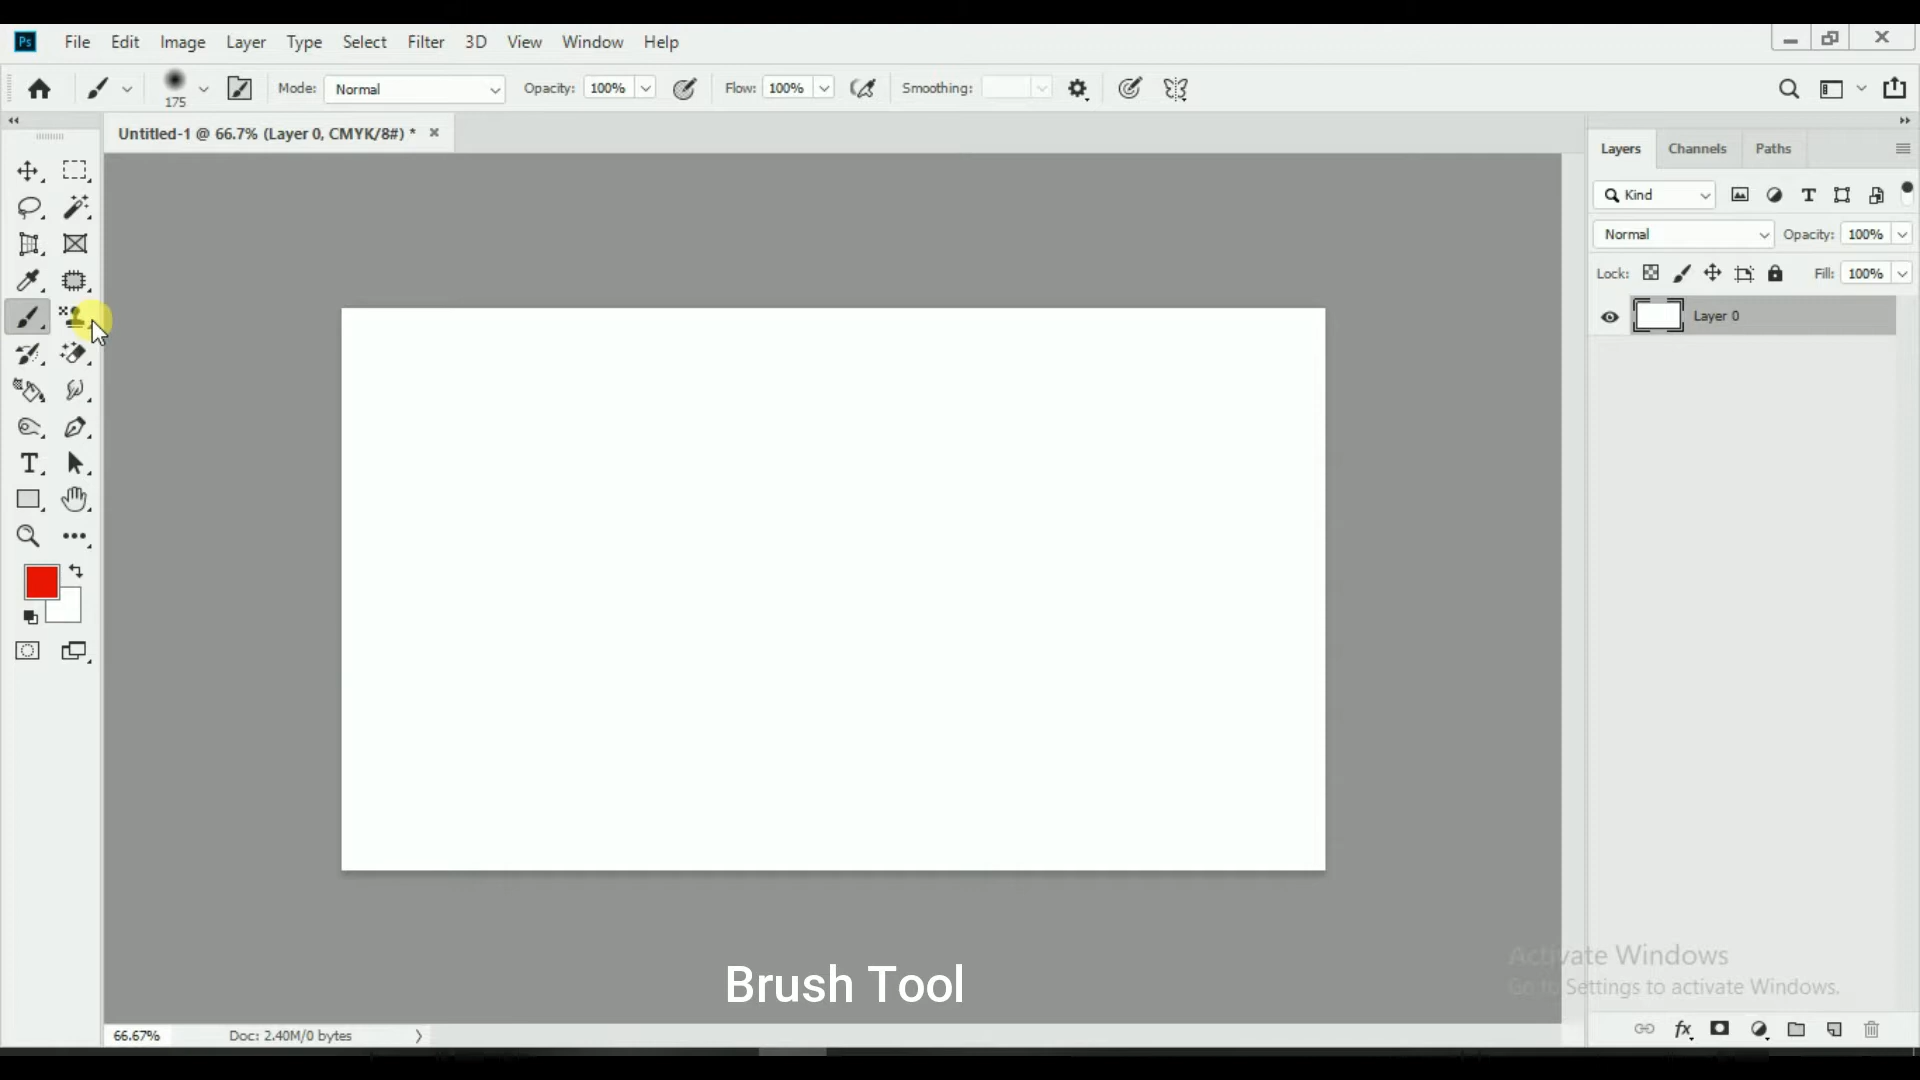 Ps File Edit Image Layer Type Select Filter 3D View Window Help
175 Mode: Normal Opacity: 100% Flow: 100% Smoothing:
Untitled-1 @ 66.7% (Layer 0, CMYK/8#) *
Layers Channels Paths
Kind
Normal Opacity: 100%
Lock: Fill: 100%
Layer 0
Activate Windows
Go to Settings to activate Windows.
Brush Tool
66.67% Doc: 2.40M/0 bytes